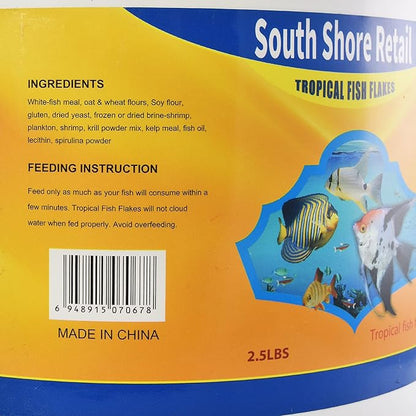 South Shore Retail
TROPICAL FISH FLAKES
INGREDIENTS
White-fish meal, oat & wheat flours, Soy flour,
gluten, dried yeast, frozen or dried brine-shrimp,
plankton, shrimp, krill powder mix, kelp meal, fish oil,
lecithin, spirulina powder
FEEDING INSTRUCTION
Feed only as much as your fish will consume within a
few minutes. Tropical Fish Flakes will not cloud
water when fed properly. Avoid overfeeding.
6 948915 070678
MADE IN CHINA
2.5LBS
Tropical fish